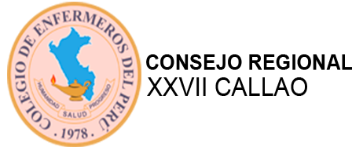 COLEGIO DE ENFERMEROS DEL PERÚ
HUMANIDAD SALUD PROGRESO
· 1978 ·
CONSEJO REGIONAL
XXVII CALLAO